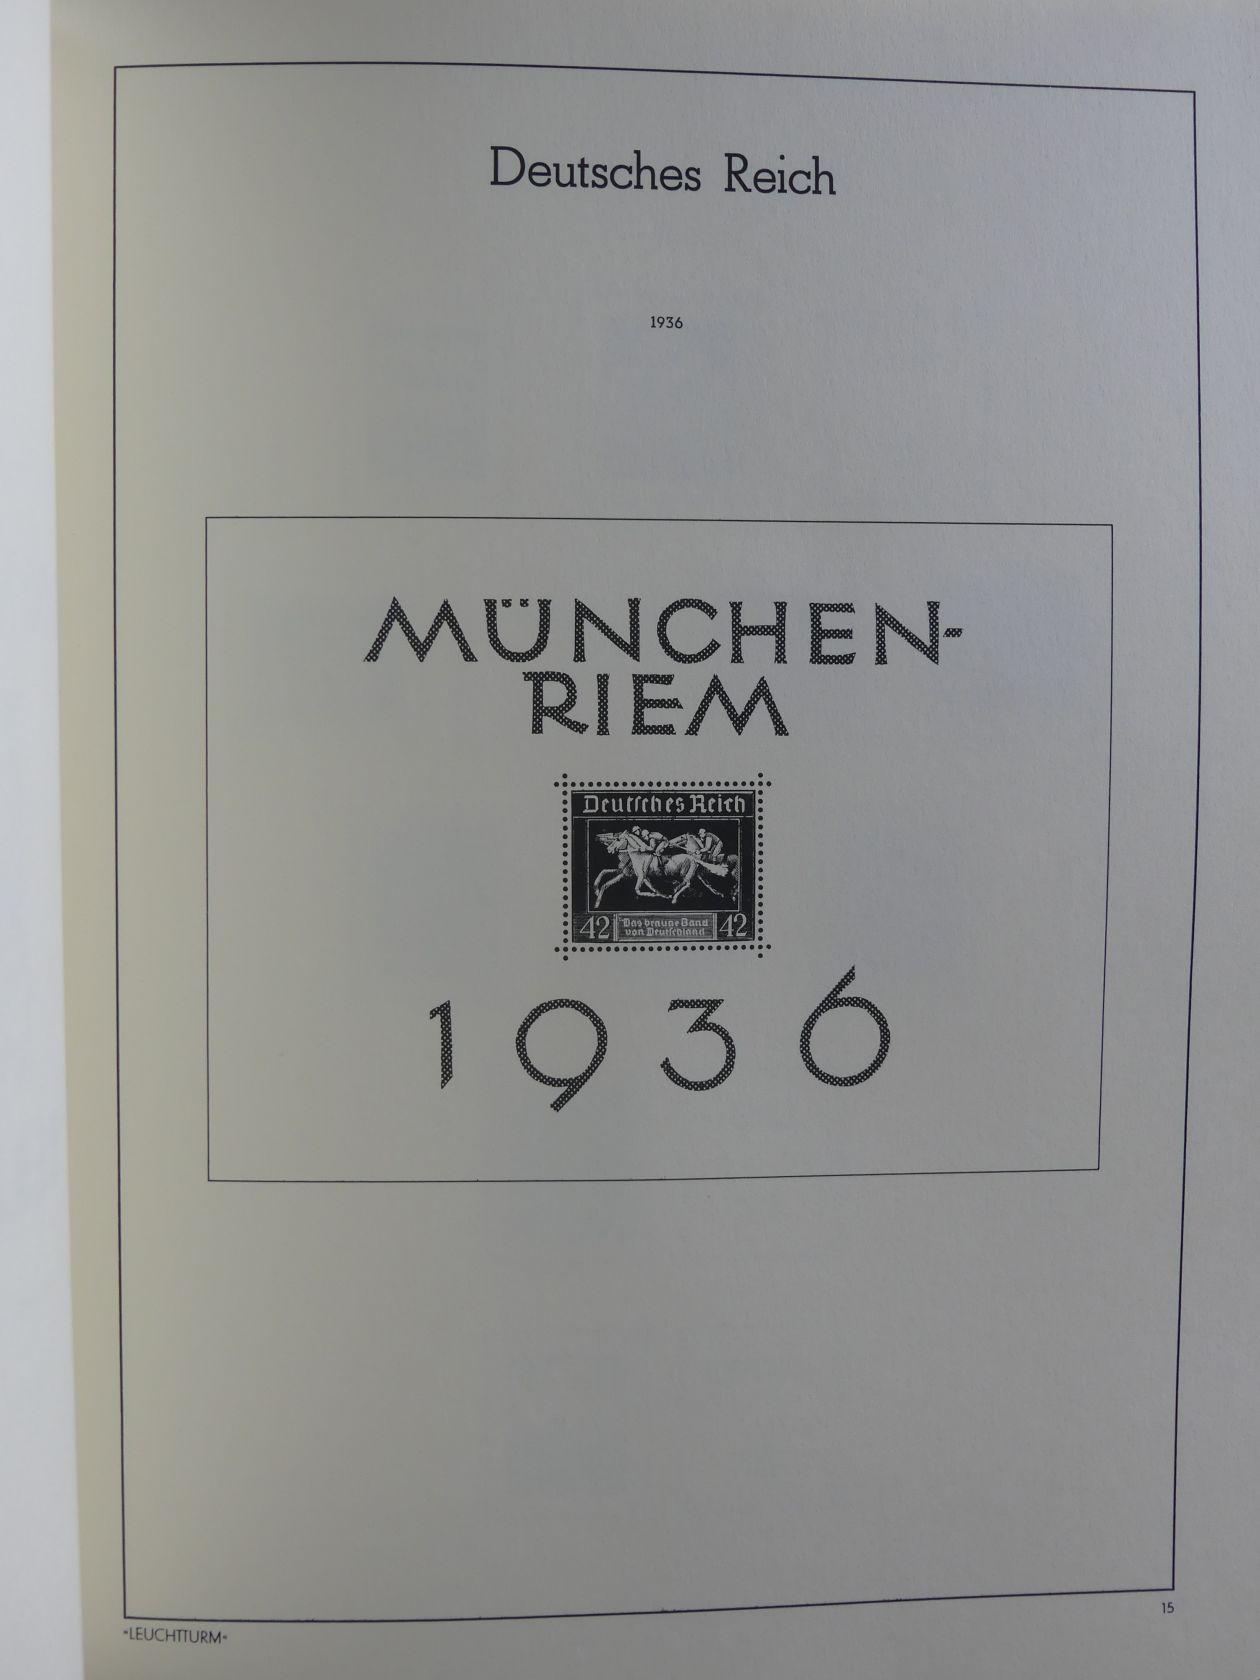 Deutsches Reich
1936
MÜNCHEN-
RIEM
Deutsches Reich
42 Das braune Band 42
von Deutschland
1936
"LEUCHTTURM"
15